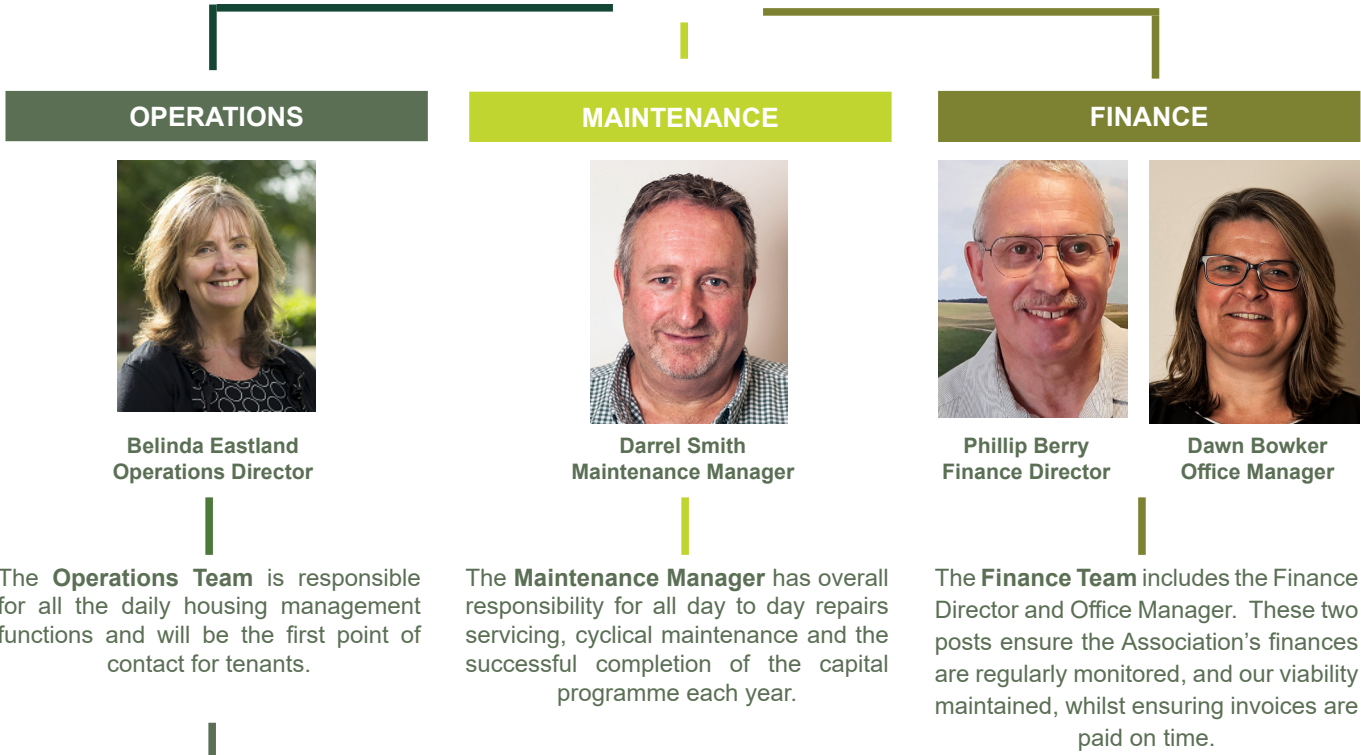 OPERATIONS
Belinda Eastland
Operations Director
The Operations Team is responsible
for all the daily housing management
functions and will be the first point of
contact for tenants.
MAINTENANCE
Darrel Smith
Maintenance Manager
The Maintenance Manager has overall
responsibility for all day to day repairs
servicing, cyclical maintenance and the
successful completion of the capital
programme each year.
FINANCE
Phillip Berry
Finance Director
Dawn Bowker
Office Manager
The Finance Team includes the Finance
Director and Office Manager. These two
posts ensure the Association's finances
are regularly monitored, and our viability
maintained, whilst ensuring invoices are
paid on time.